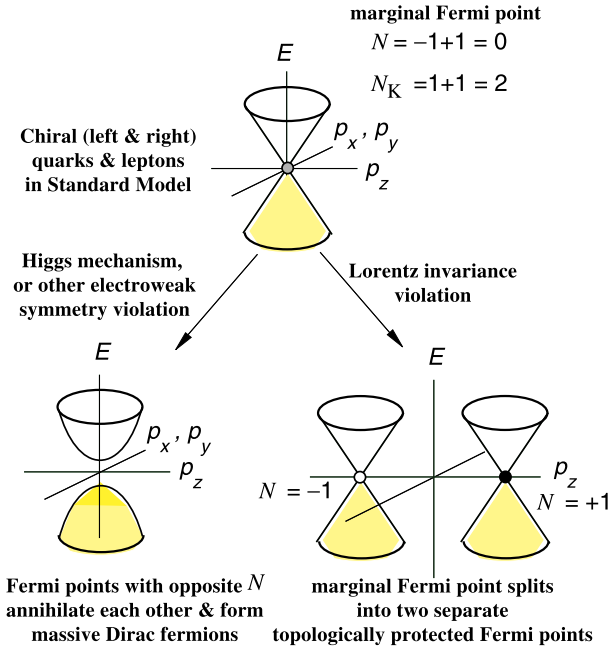 marginal Fermi point
N = −1+1 = 0
N_K =1+1 = 2
E
p_x , p_y
p_z
Chiral (left & right)
quarks & leptons
in Standard Model
Higgs mechanism,
or other electroweak
symmetry violation
Lorentz invariance
violation
E
p_x , p_y
p_z
E
p_z
N = −1
N = +1
Fermi points with opposite N
annihilate each other & form
massive Dirac fermions
marginal Fermi point splits
into two separate
topologically protected Fermi points